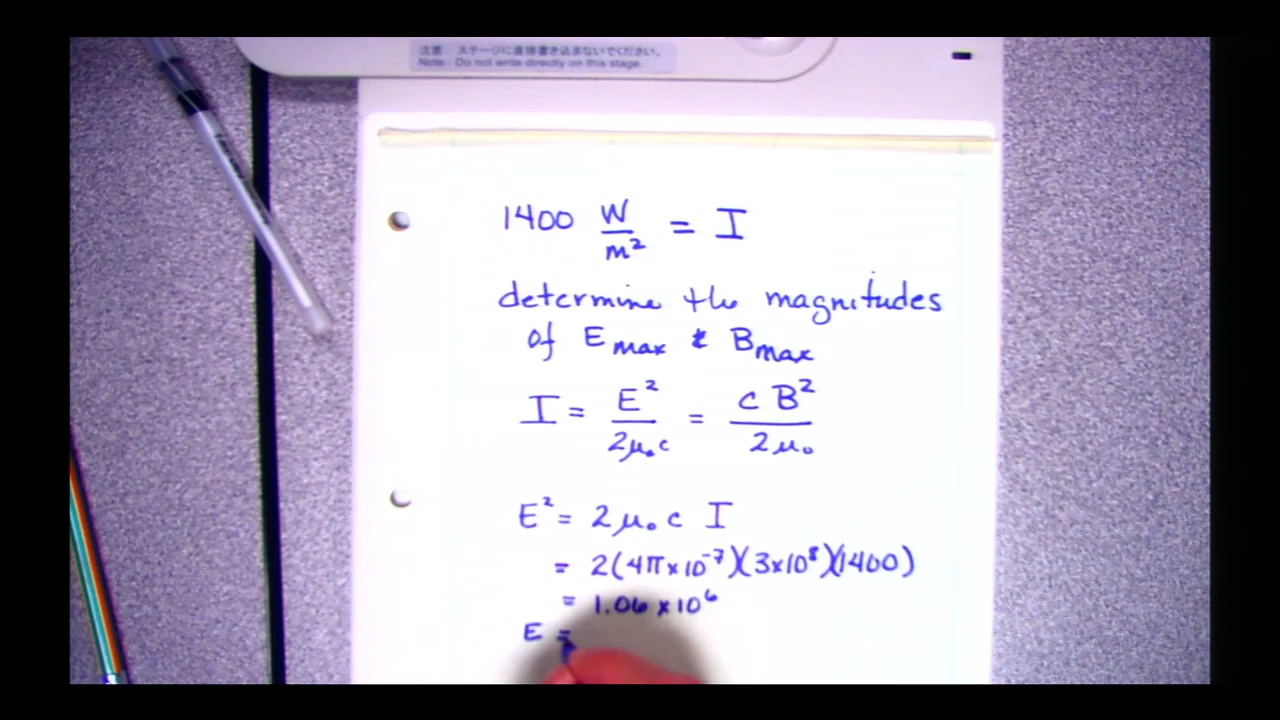 注意 : ステージに直接書き込まないでください。
Note : Do not write directly on this stage.
1400 W/m² = I
determine the magnitudes
of E max & B max
I = E²/2μ₀c = cB²/2μ₀
E² = 2μ₀c I
= 2(4π×10⁻⁷)(3×10⁸)(1400)
= 1.06 × 10⁶
E =